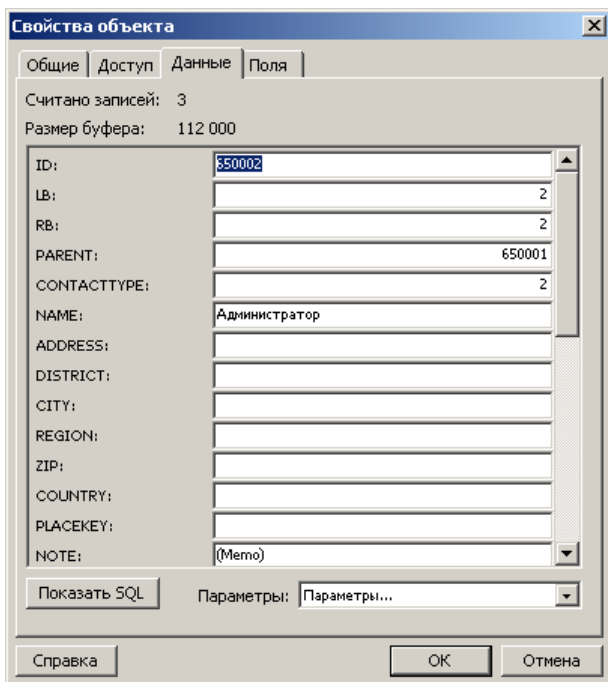 Свойства объекта
Общие Доступ Данные Поля
Считано записей: 3
Размер буфера: 112 000
ID: 650002
LB: 2
RB: 2
PARENT: 650001
CONTACTTYPE: 2
NAME: Администратор
ADDRESS:
DISTRICT:
CITY:
REGION:
ZIP:
COUNTRY:
PLACEKEY:
NOTE: (Memo)
Показать SQL Параметры: Параметры...
Справка OK Отмена